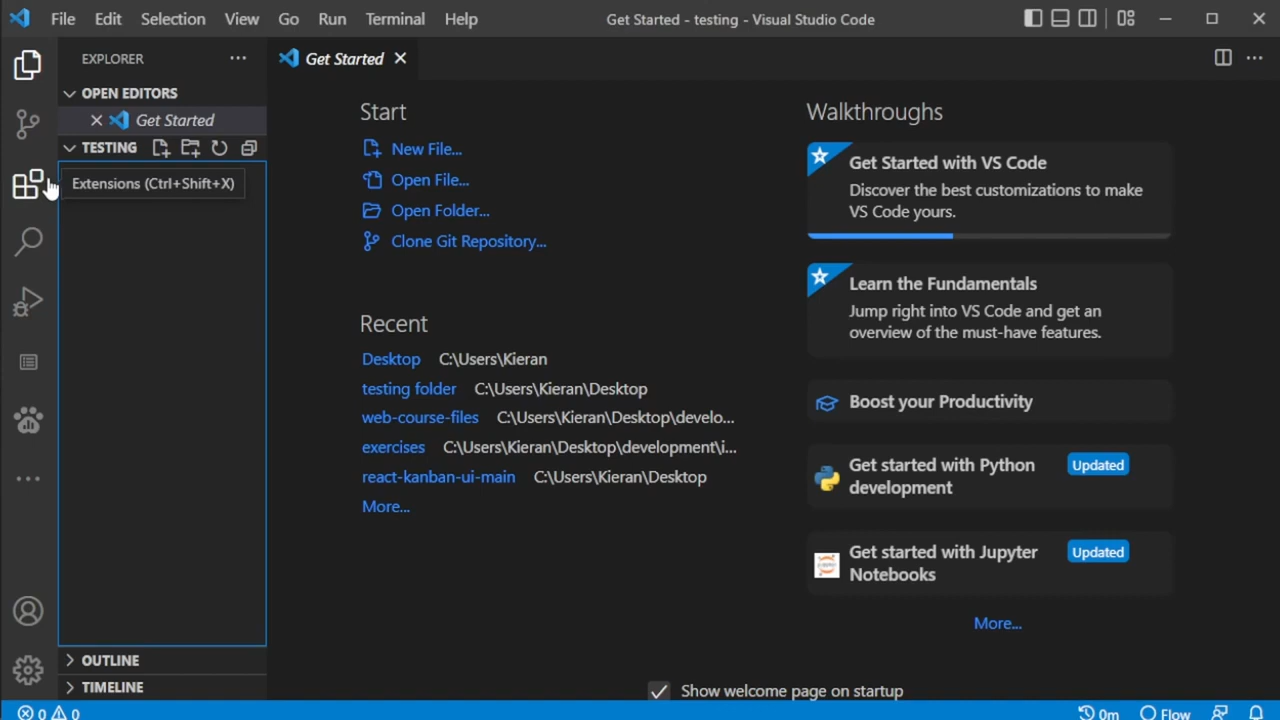 File Edit Selection View Go Run Terminal Help
Get Started - testing - Visual Studio Code
EXPLORER
OPEN EDITORS
Get Started
TESTING
Extensions (Ctrl+Shift+X)
OUTLINE
TIMELINE
Get Started
Start
New File...
Open File...
Open Folder...
Clone Git Repository...
Recent
Desktop C:\Users\Kieran
testing folder C:\Users\Kieran\Desktop
web-course-files C:\Users\Kieran\Desktop\develo...
exercises C:\Users\Kieran\Desktop\development\i...
react-kanban-ui-main C:\Users\Kieran\Desktop
More...
Walkthroughs
Get Started with VS Code
Discover the best customizations to make
VS Code yours.
Learn the Fundamentals
Jump right into VS Code and get an
overview of the must-have features.
Boost your Productivity
Get started with Python Updated
development
Get started with Jupyter Updated
Notebooks
More...
Show welcome page on startup
0 0
0m
Flow